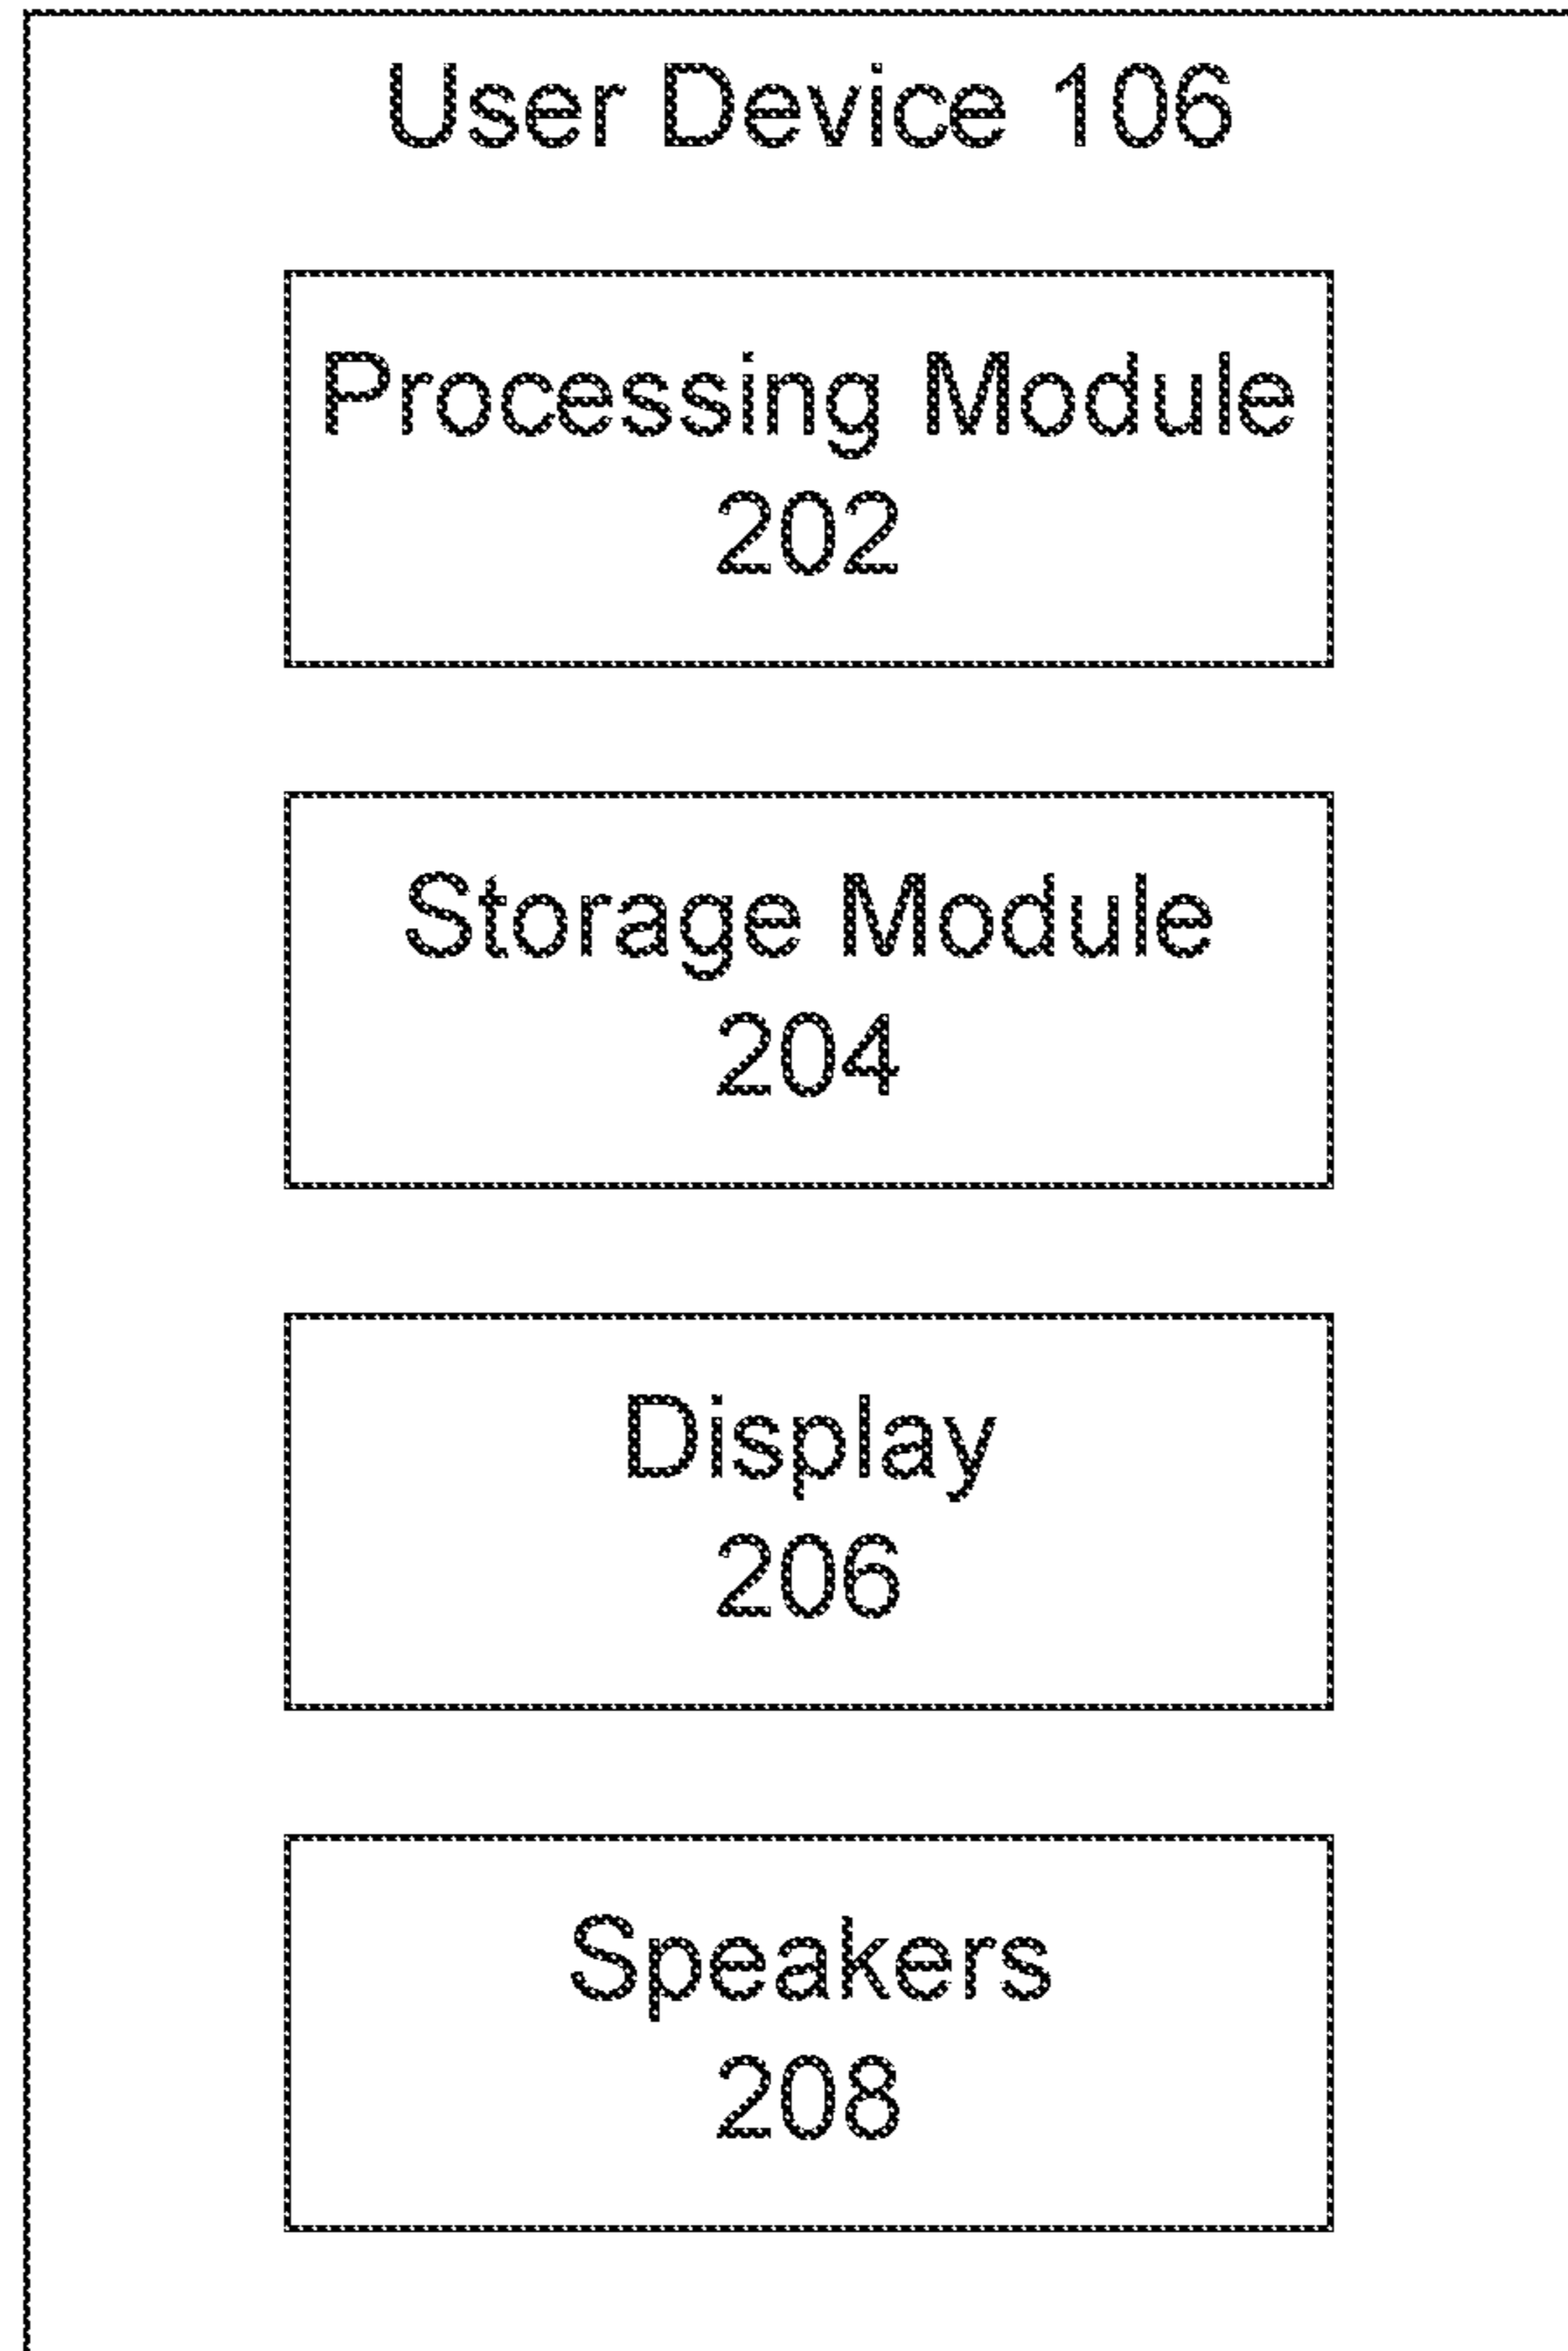 User Device 106
Processing Module
202
Storage Module
204
Display
206
Speakers
208